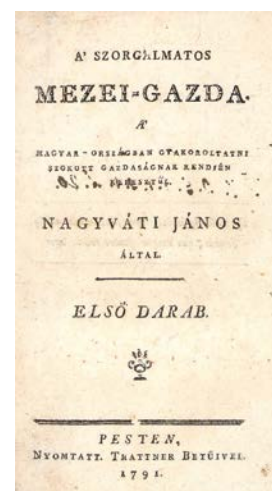 A' SZORGALMATOS
MEZEI=GAZDA.
A'
MAGYAR-ORSZÁGBAN GYAKOROLTATNI
SZOKOTT GAZDASÁGNAK RENDJÉN
NAGYVÁTI JÁNOS
ÁLTAL.
ELSŐ DARAB.
PESTEN,
NYOMTATT. TRATTNER BETŰIVEL
1791.